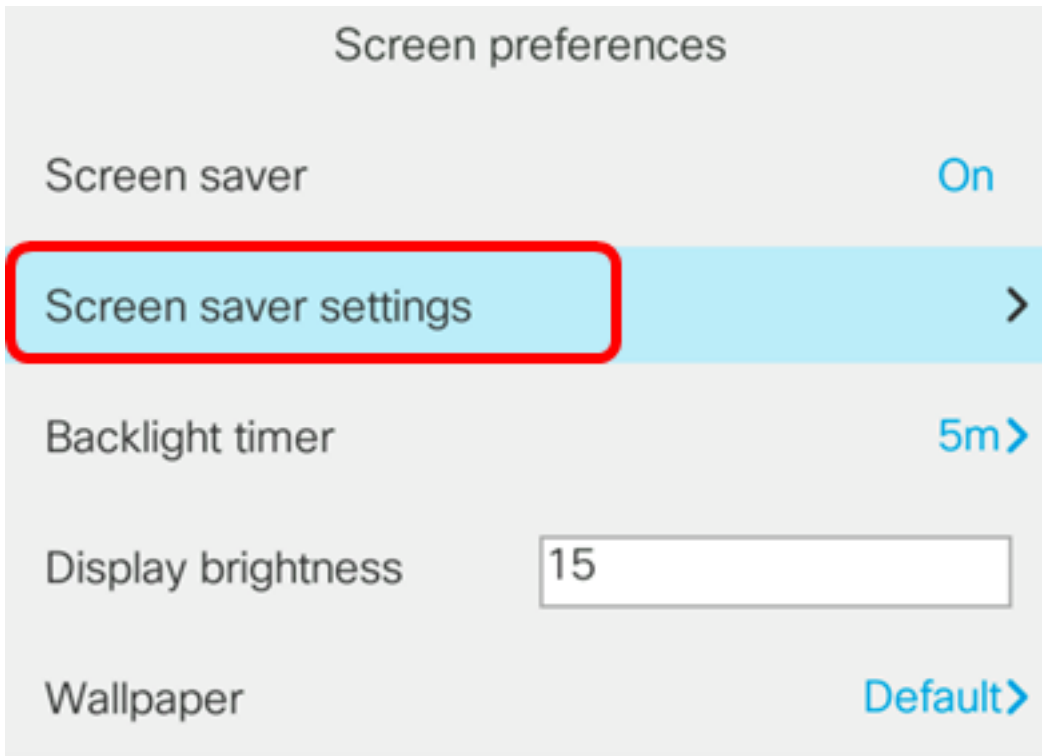 Screen preferences
Screen saver On
Screen saver settings >
Backlight timer 5m>
Display brightness 15
Wallpaper Default>